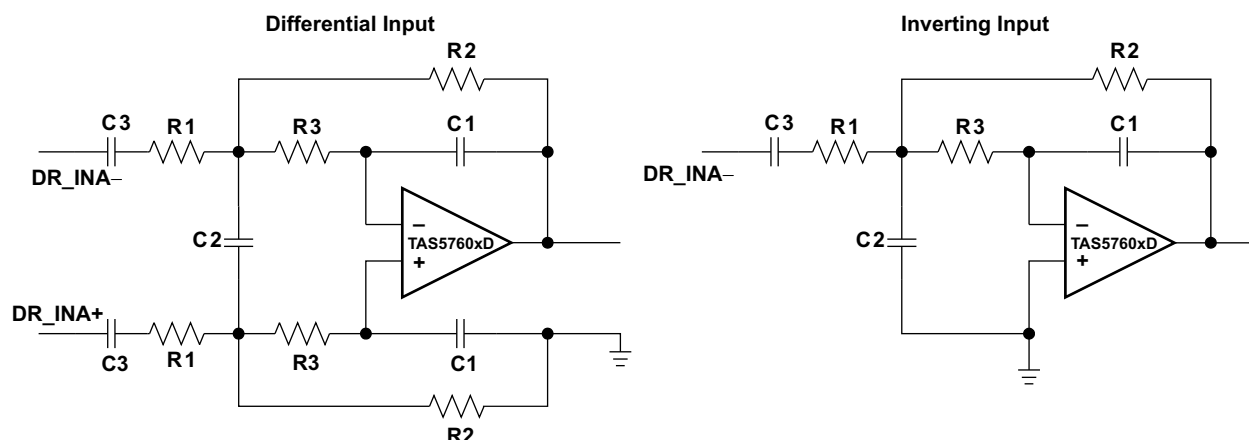 Differential Input
Inverting Input
R2
R2
C3
R1
R3
C1
C3
R1
R3
C1
DR_INA−
DR_INA−
C2
−
TAS5760xD
+
C2
−
TAS5760xD
+
DR_INA+
C3
R1
R3
C1
R2